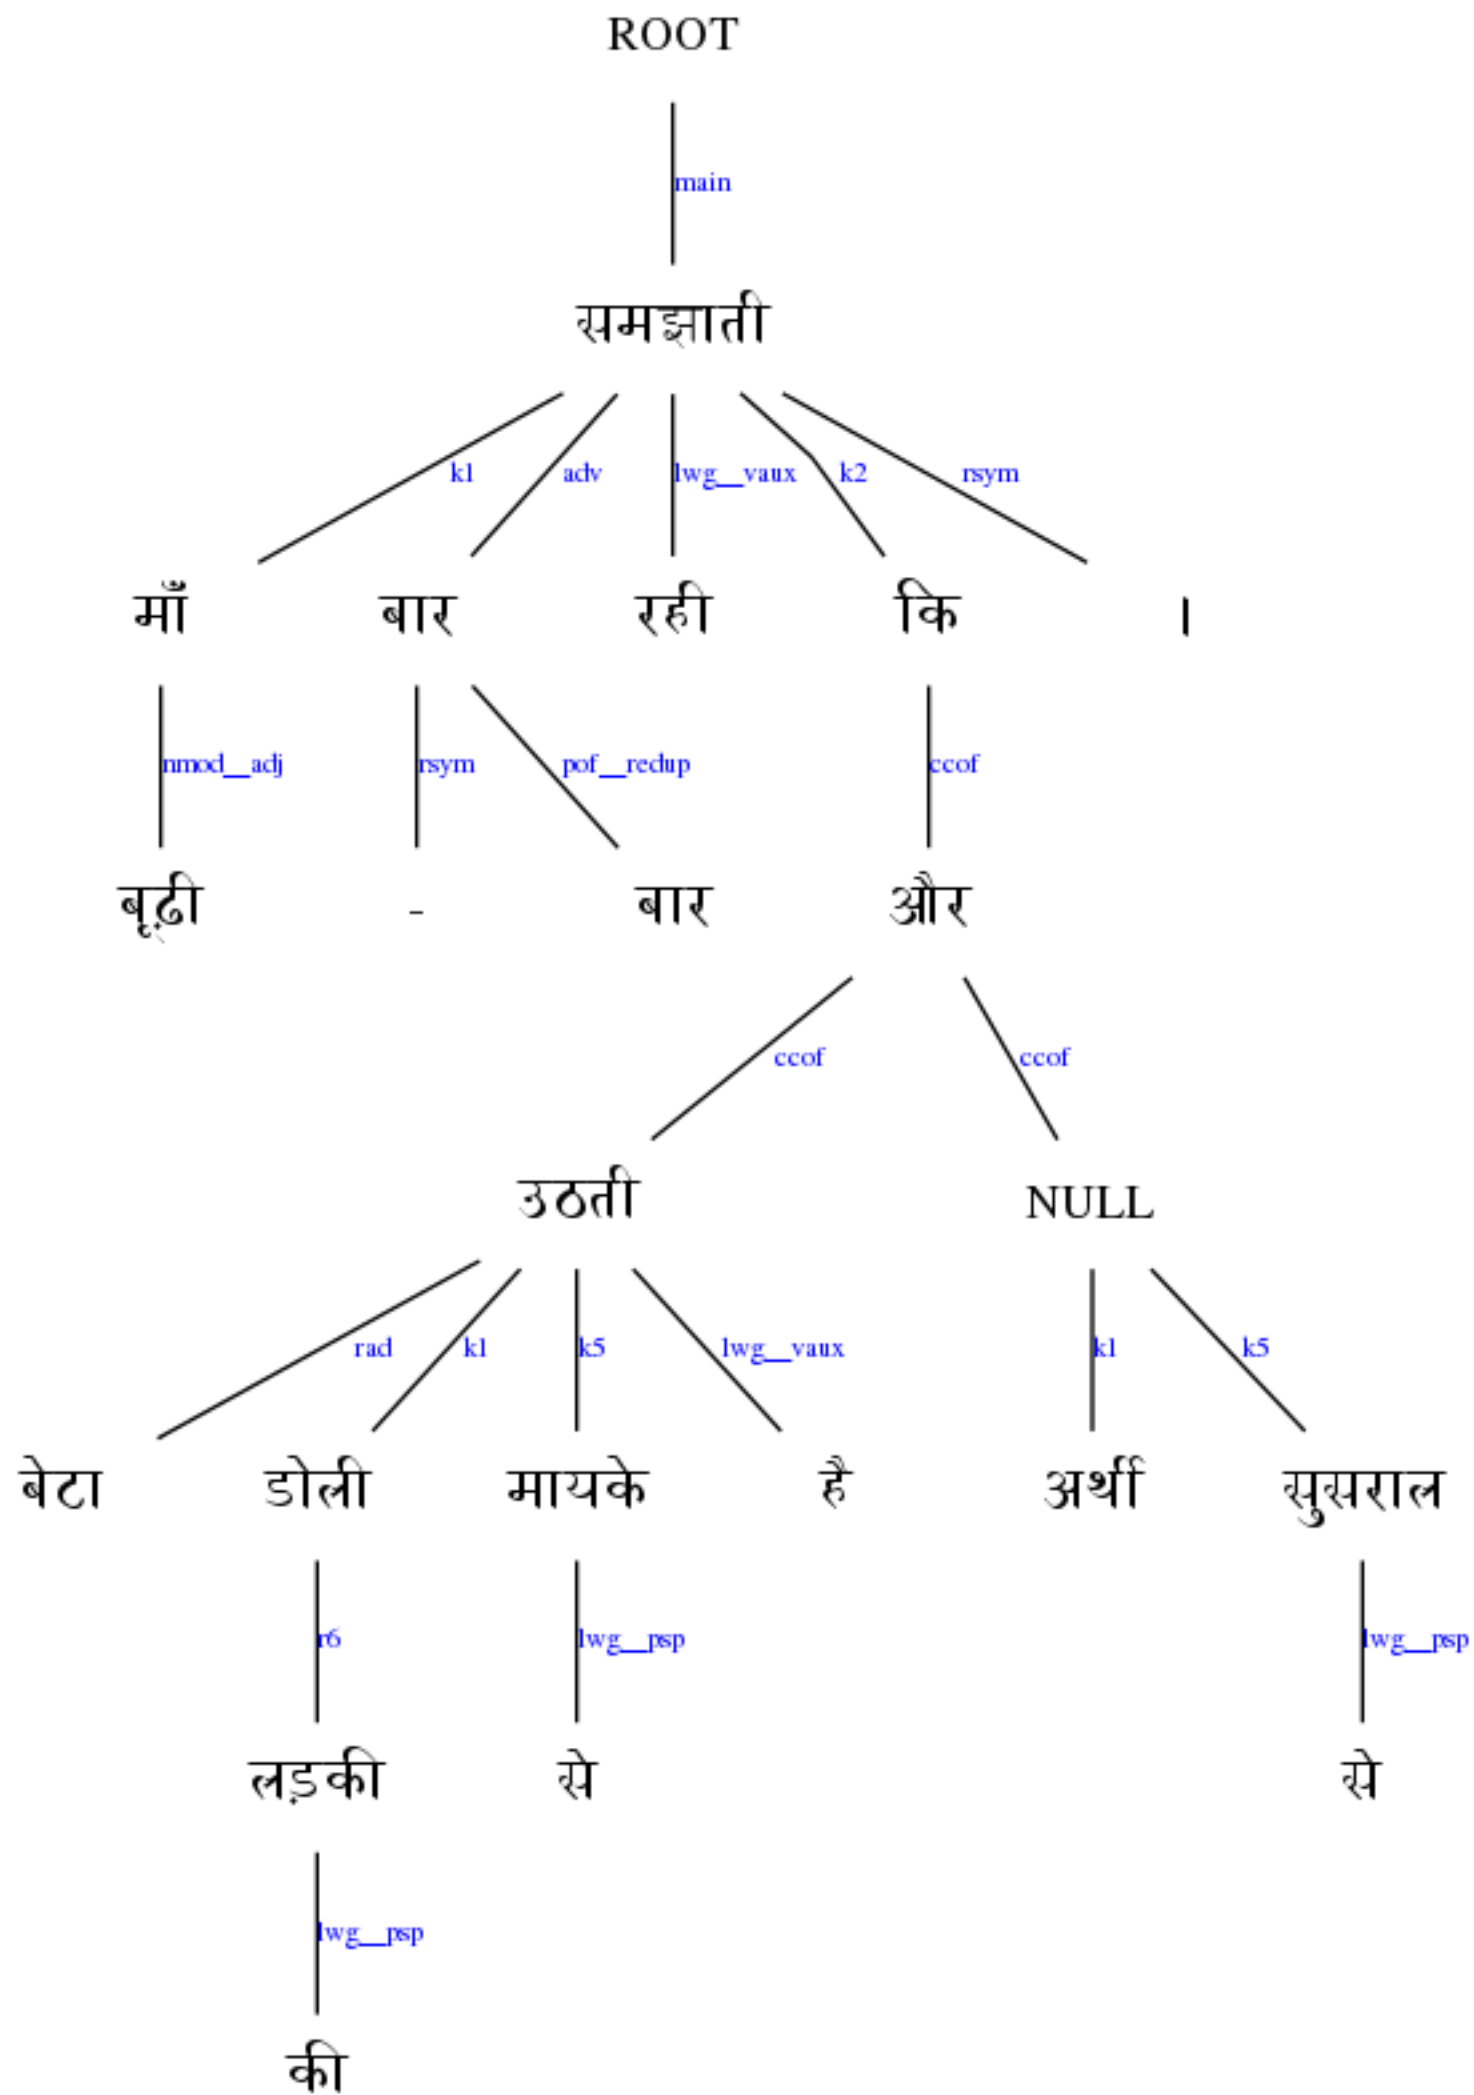 ROOT
main
समझाती
k1 adv lwg__vaux k2 rsym
माँ बार रही कि ।
nmod__adj rsym pof__redup ccof
बूढ़ी - बार और
ccof ccof
उठती NULL
rad k1 k5 lwg__vaux k1 k5
बेटा डोली मायके है अर्थी सुसराल
r6 lwg__psp lwg__psp
लड़की से से
lwg__psp
की